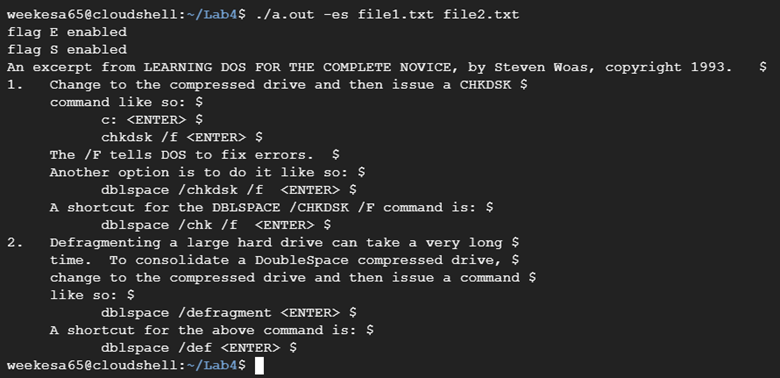 weekesa65@cloudshell:~/Lab4$ ./a.out -es file1.txt file2.txt
flag E enabled
flag S enabled
An excerpt from LEARNING DOS FOR THE COMPLETE NOVICE, by Steven Woas, copyright 1993.   $
1.   Change to the compressed drive and then issue a CHKDSK $
     command like so: $
           c: <ENTER> $
           chkdsk /f <ENTER> $
     The /F tells DOS to fix errors.  $
     Another option is to do it like so: $
           dblspace /chkdsk /f  <ENTER> $
     A shortcut for the DBLSPACE /CHKDSK /F command is: $
           dblspace /chk /f  <ENTER> $
2.   Defragmenting a large hard drive can take a very long $
     time.  To consolidate a DoubleSpace compressed drive, $
     change to the compressed drive and then issue a command $
     like so: $
           dblspace /defragment <ENTER> $
     A shortcut for the above command is: $
           dblspace /def <ENTER> $
weekesa65@cloudshell:~/Lab4$